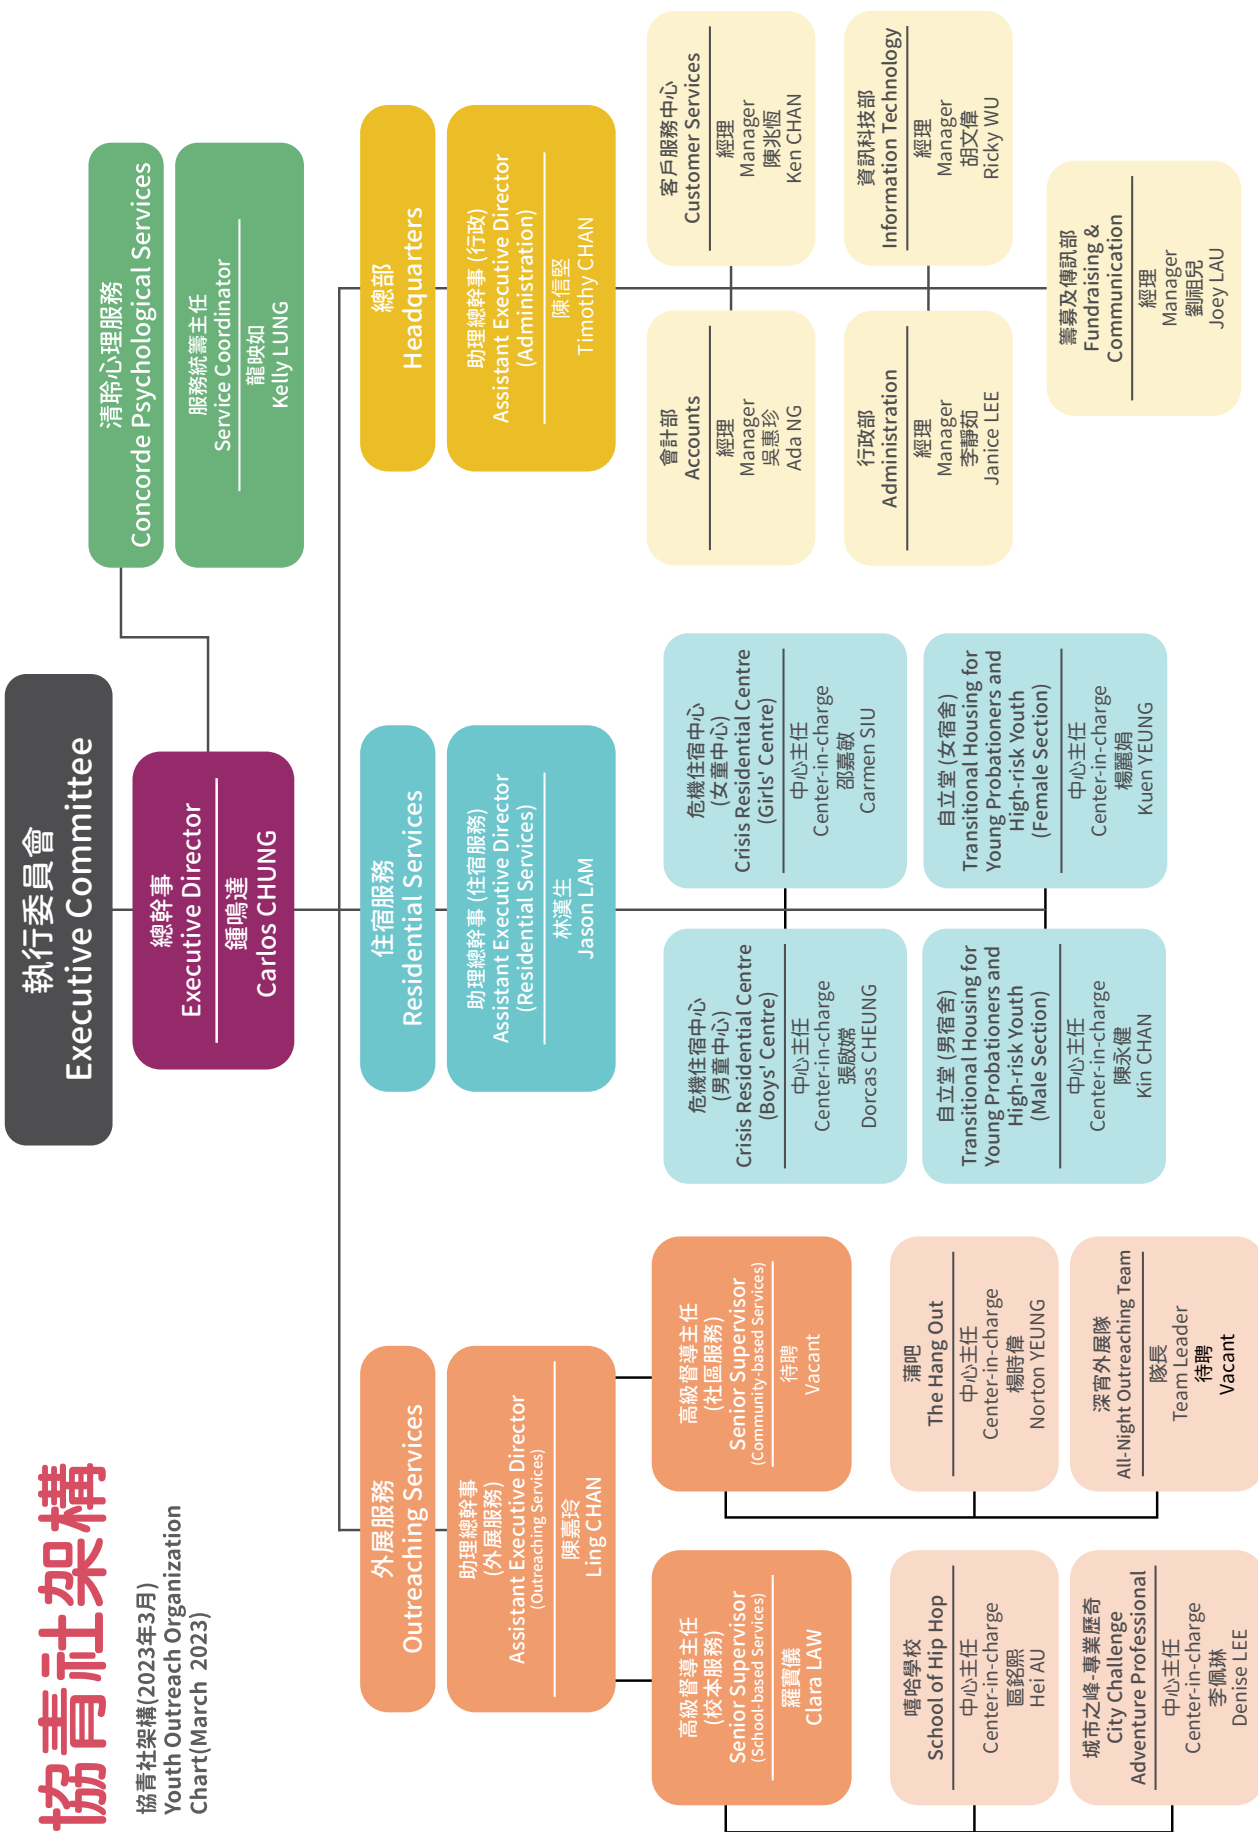 協青社架構
協青社架構(2023年3月)
Youth Outreach Organization
Chart(March 2023)
執行委員會
Executive Committee
總幹事
Executive Director
鍾鳴達
Carlos CHUNG
清聆心理服務
Concorde Psychological Services
服務統籌主任
Service Coordinator
龍映如
Kelly LUNG
外展服務
Outreaching Services
助理總幹事
(外展服務)
Assistant Executive Director
(Outreaching Services)
陳嘉玲
Ling CHAN
高級督導主任
(校本服務)
Senior Supervisor
(School-based Services)
羅寶儀
Clara LAW
嘻哈學校
School of Hip Hop
中心主任
Center-in-charge
區銘熙
Hei AU
城市之峰-專業歷奇
City Challenge
Adventure Professional
中心主任
Center-in-charge
李佩琳
Denise LEE
高級督導主任
(社區服務)
Senior Supervisor
(Community-based Services)
待聘
Vacant
蒲吧
The Hang Out
中心主任
Center-in-charge
楊時偉
Norton YEUNG
深宵外展隊
All-Night Outreaching Team
隊長
Team Leader
待聘
Vacant
住宿服務
Residential Services
助理總幹事 (住宿服務)
Assistant Executive Director
(Residential Services)
林漢生
Jason LAM
危機住宿中心
(男童中心)
Crisis Residential Centre
(Boys' Centre)
中心主任
Center-in-charge
張啟嫦
Dorcas CHEUNG
危機住宿中心
(女童中心)
Crisis Residential Centre
(Girls' Centre)
中心主任
Center-in-charge
邵嘉敏
Carmen SIU
自立堂 (男宿舍)
Transitional Housing for
Young Probationers and
High-risk Youth
(Male Section)
中心主任
Center-in-charge
陳永健
Kin CHAN
自立堂 (女宿舍)
Transitional Housing for
Young Probationers and
High-risk Youth
(Female Section)
中心主任
Center-in-charge
楊麗娟
Kuen YEUNG
總部
Headquarters
助理總幹事 (行政)
Assistant Executive Director
(Administration)
陳信堅
Timothy CHAN
會計部
Accounts
經理
Manager
吳惠珍
Ada NG
客戶服務中心
Customer Services
經理
Manager
陳兆恆
Ken CHAN
行政部
Administration
經理
Manager
李靜茹
Janice LEE
資訊科技部
Information Technology
經理
Manager
胡文偉
Ricky WU
籌募及傳訊部
Fundraising &
Communication
經理
Manager
劉祖兒
Joey LAU